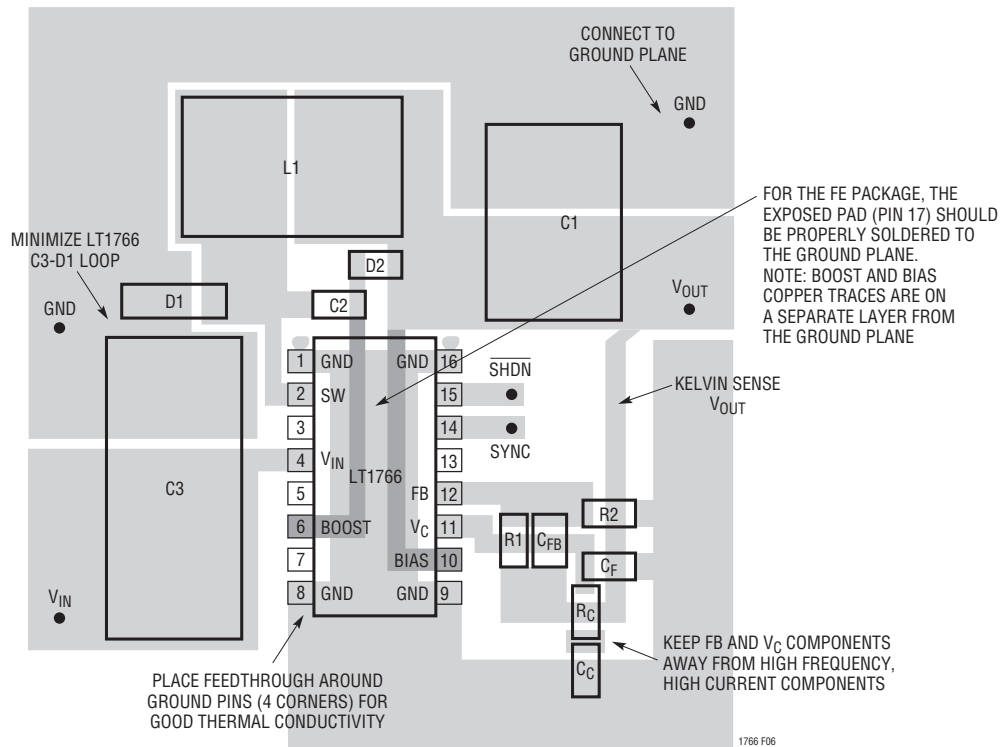 CONNECT TO
GROUND PLANE
GND
L1
C1
FOR THE FE PACKAGE, THE
EXPOSED PAD (PIN 17) SHOULD
BE PROPERLY SOLDERED TO
THE GROUND PLANE.
NOTE: BOOST AND BIAS
COPPER TRACES ARE ON
A SEPARATE LAYER FROM
THE GROUND PLANE
MINIMIZE LT1766
C3-D1 LOOP
D2
D1
C2
GND
VOUT
1 GND
GND 16
2 SW
15
SHDN
3
14
SYNC
4 VIN
13
LT1766
5
FB 12
6 BOOST
VC 11
7
BIAS 10
8 GND
GND 9
C3
KELVIN SENSE
VOUT
R2
R1
CFB
CF
RC
CC
VIN
KEEP FB AND VC COMPONENTS
AWAY FROM HIGH FREQUENCY,
HIGH CURRENT COMPONENTS
PLACE FEEDTHROUGH AROUND
GROUND PINS (4 CORNERS) FOR
GOOD THERMAL CONDUCTIVITY
1766 F06